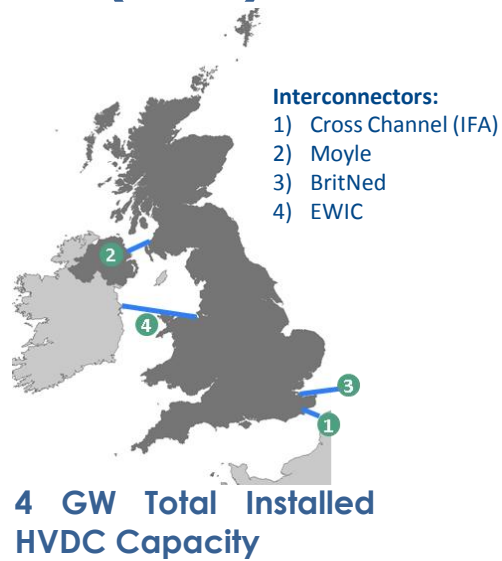 Interconnectors:
1) Cross Channel (IFA)
2) Moyle
3) BritNed
4) EWIC
2
4
3
1
4 GW Total Installed
HVDC Capacity